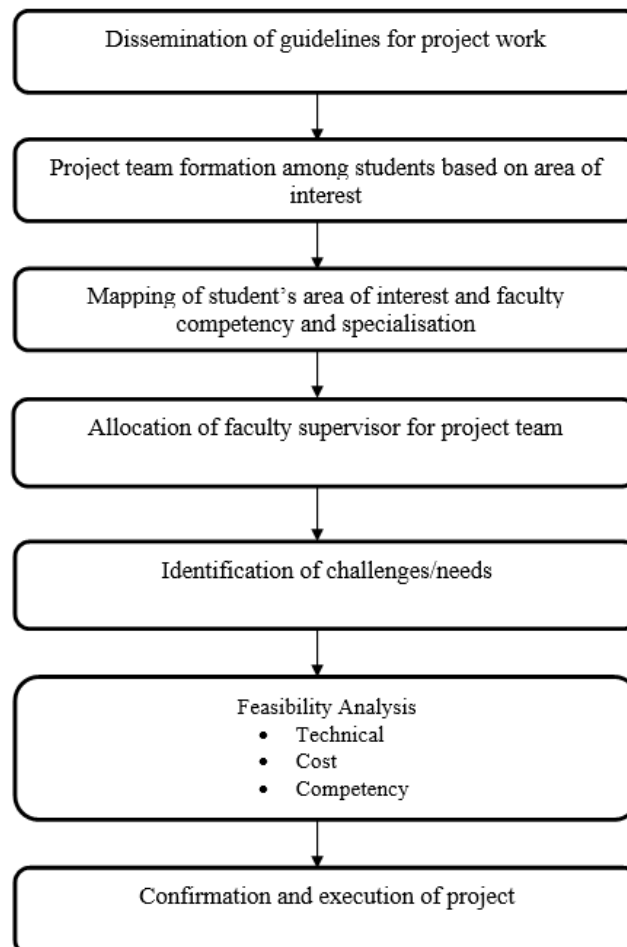 Dissemination of guidelines for project work
Project team formation among students based on area of
interest
Mapping of student’s area of interest and faculty
competency and specialisation
Allocation of faculty supervisor for project team
Identification of challenges/needs
Feasibility Analysis
• Technical
• Cost
• Competency
Confirmation and execution of project